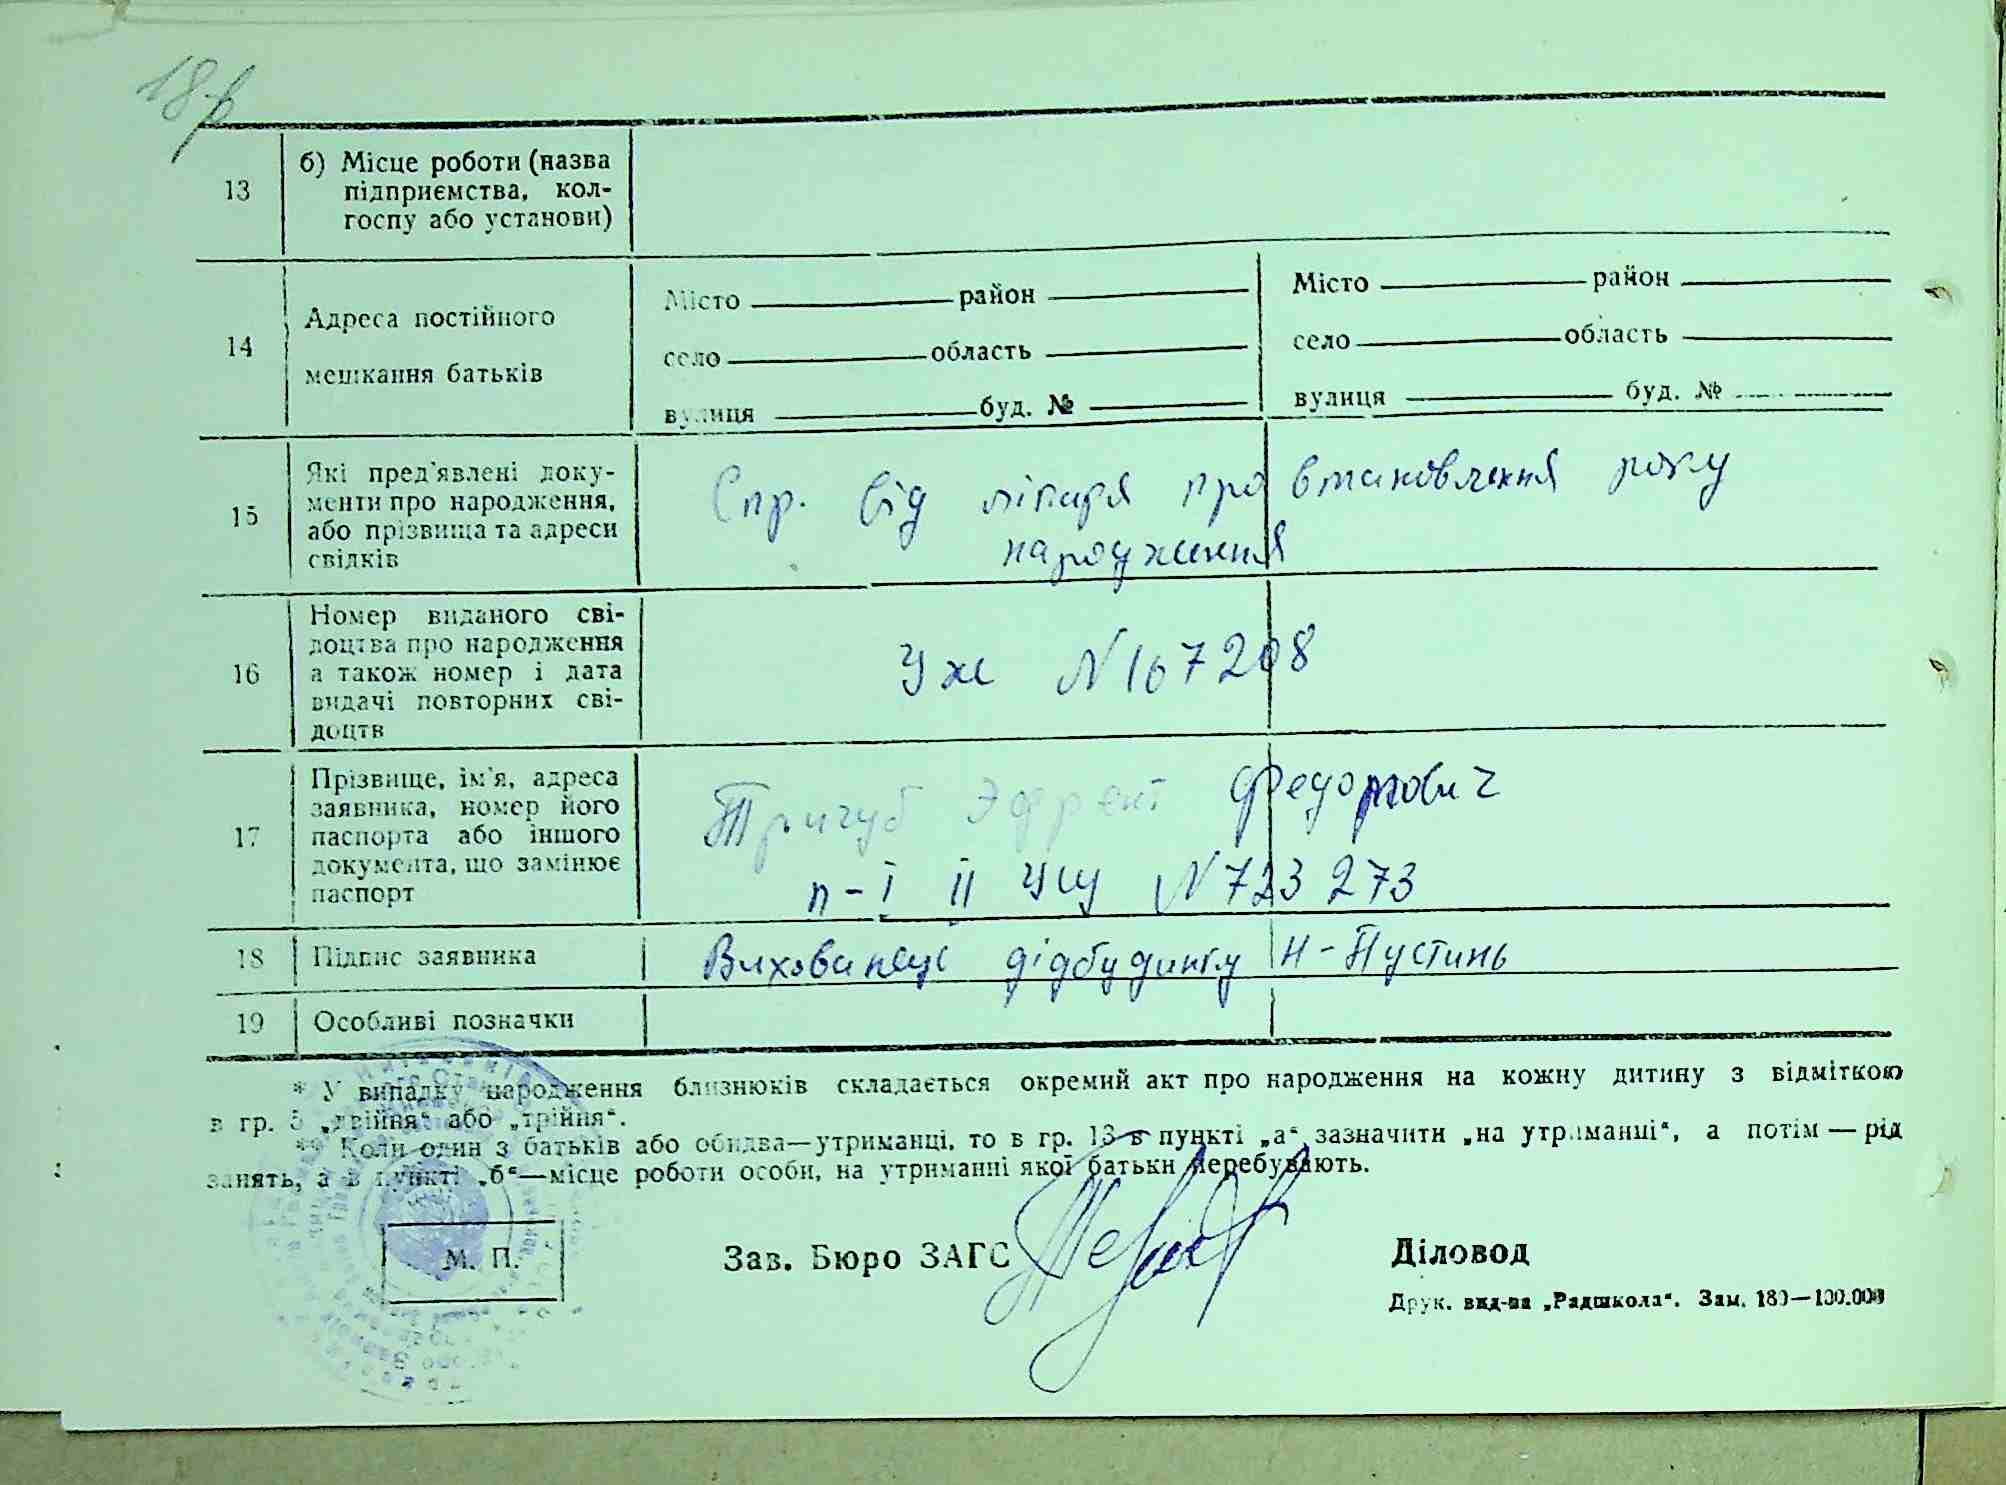 18р
13
б) Місце роботи (назва
підприємства, кол-
госпу або установи)
14
Адреса постійного
мешкання батьків
Місто район
село область
вулиця буд. №
Місто район
село область
вулиця буд. №
15
Які пред'явлені доку-
менти про народження,
або прізвища та адреси
свідків
Спр. від лікаря про встановлення року
народження
16
Номер виданого сві-
доцтва про народження
а також номер і дата
видачі повторних сві-
доцтв
Уж N 167208
17
Прізвище, ім'я, адреса
заявника, номер його
паспорта або іншого
документа, що замінює
паспорт
Тригуб Федорович
п-І ІІ N 723 273
18
Підпис заявника
Вихованець дідбудинку Н-Пустинь
19
Особливі позначки
* У випадку народження близнюків складається окремий акт про народження на кожну дитину з відміткою
в гр. 5 „двійня“ або „трійня“.
** Коли один з батьків або обидва—утриманці, то в гр. 13 в пункті „а“ зазначити „на утриманні“, а потім — рід
занять, а в пункті „б“—місце роботи особи, на утриманні якої батьки перебувають.
М. П.
Зав. Бюро ЗАГС
Діловод
Друк. вид-ва „Радшкола“. Зам. 180—100.000